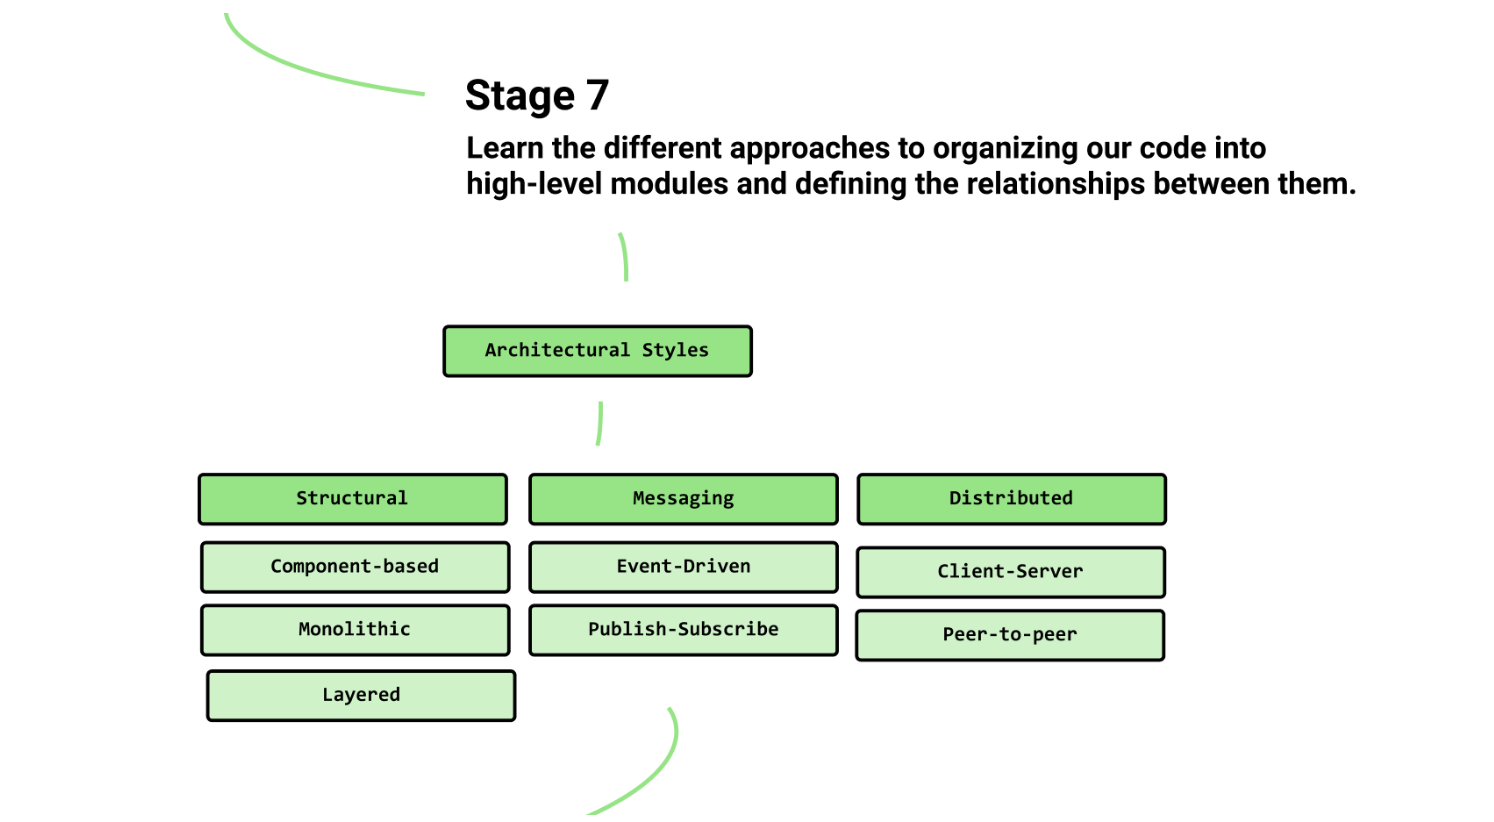 Stage 7
Learn the different approaches to organizing our code into
high-level modules and defining the relationships between them.
Architectural Styles
Structural
Component-based
Monolithic
Layered
Messaging
Event-Driven
Publish-Subscribe
Distributed
Client-Server
Peer-to-peer